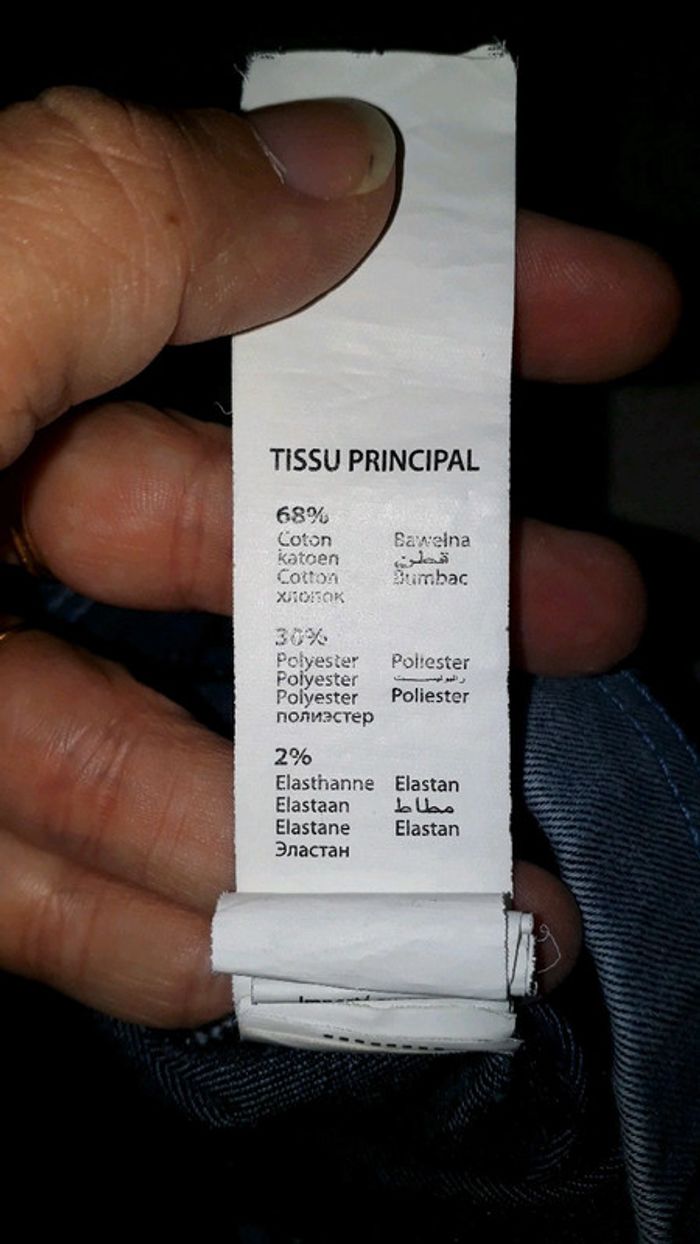 TISSU PRINCIPAL
68%
Coton Bawełna
katoen قطن
Cotton Bumbac
хлопок
30%
Polyester Poliester
Polyester
Polyester Poliester
полиэстер
2%
Elasthanne Elastan
Elastaan مطاط
Elastane Elastan
Эластан